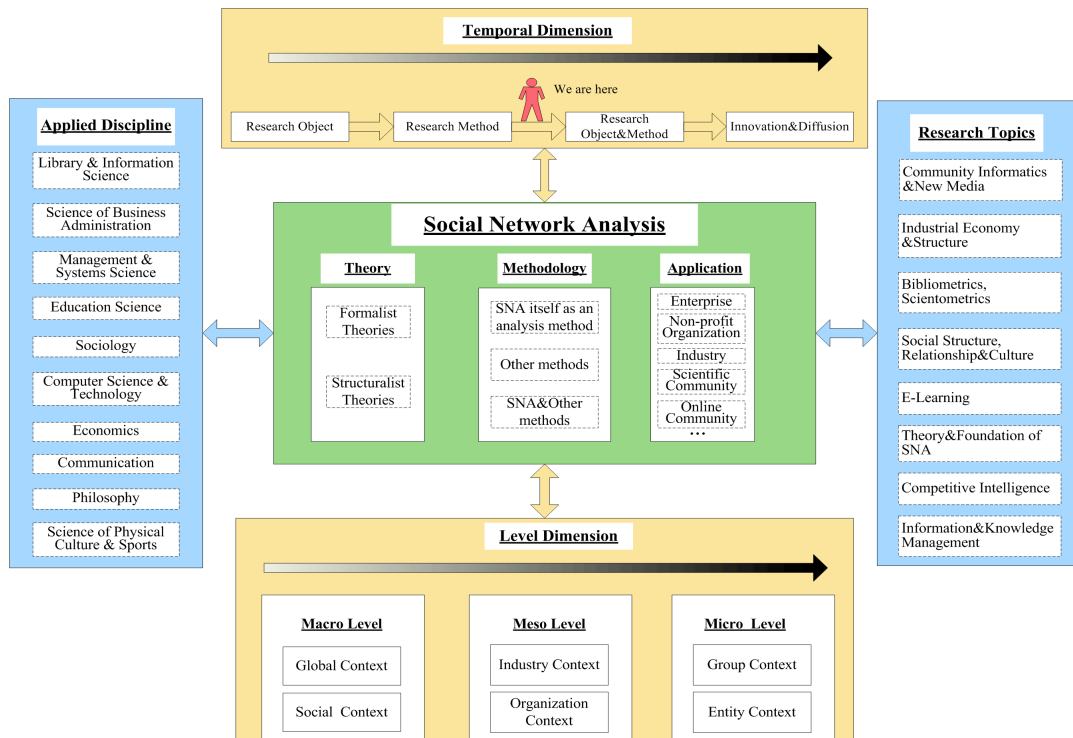 Temporal Dimension
We are here
Research Object
Research Method
Research
Object&Method
Innovation&Diffusion
Applied Discipline
Library & Information
Science
Science of Business
Administration
Management &
Systems Science
Education Science
Sociology
Computer Science &
Technology
Economics
Communication
Philosophy
Science of Physical
Culture & Sports
Social Network Analysis
Theory
Formalist
Theories
Structuralist
Theories
Methodology
SNA itself as an
analysis method
Other methods
SNA&Other
methods
Application
Enterprise
Non-profit
Organization
Industry
Scientific
Community
Online
Community
...
Research Topics
Community Informatics
&New Media
Industrial Economy
&Structure
Bibliometrics,
Scientometrics
Social Structure,
Relationship&Culture
E-Learning
Theory&Foundation of
SNA
Competitive Intelligence
Information&Knowledge
Management
Level Dimension
Macro Level
Global Context
Social Context
Meso Level
Industry Context
Organization
Context
Micro Level
Group Context
Entity Context